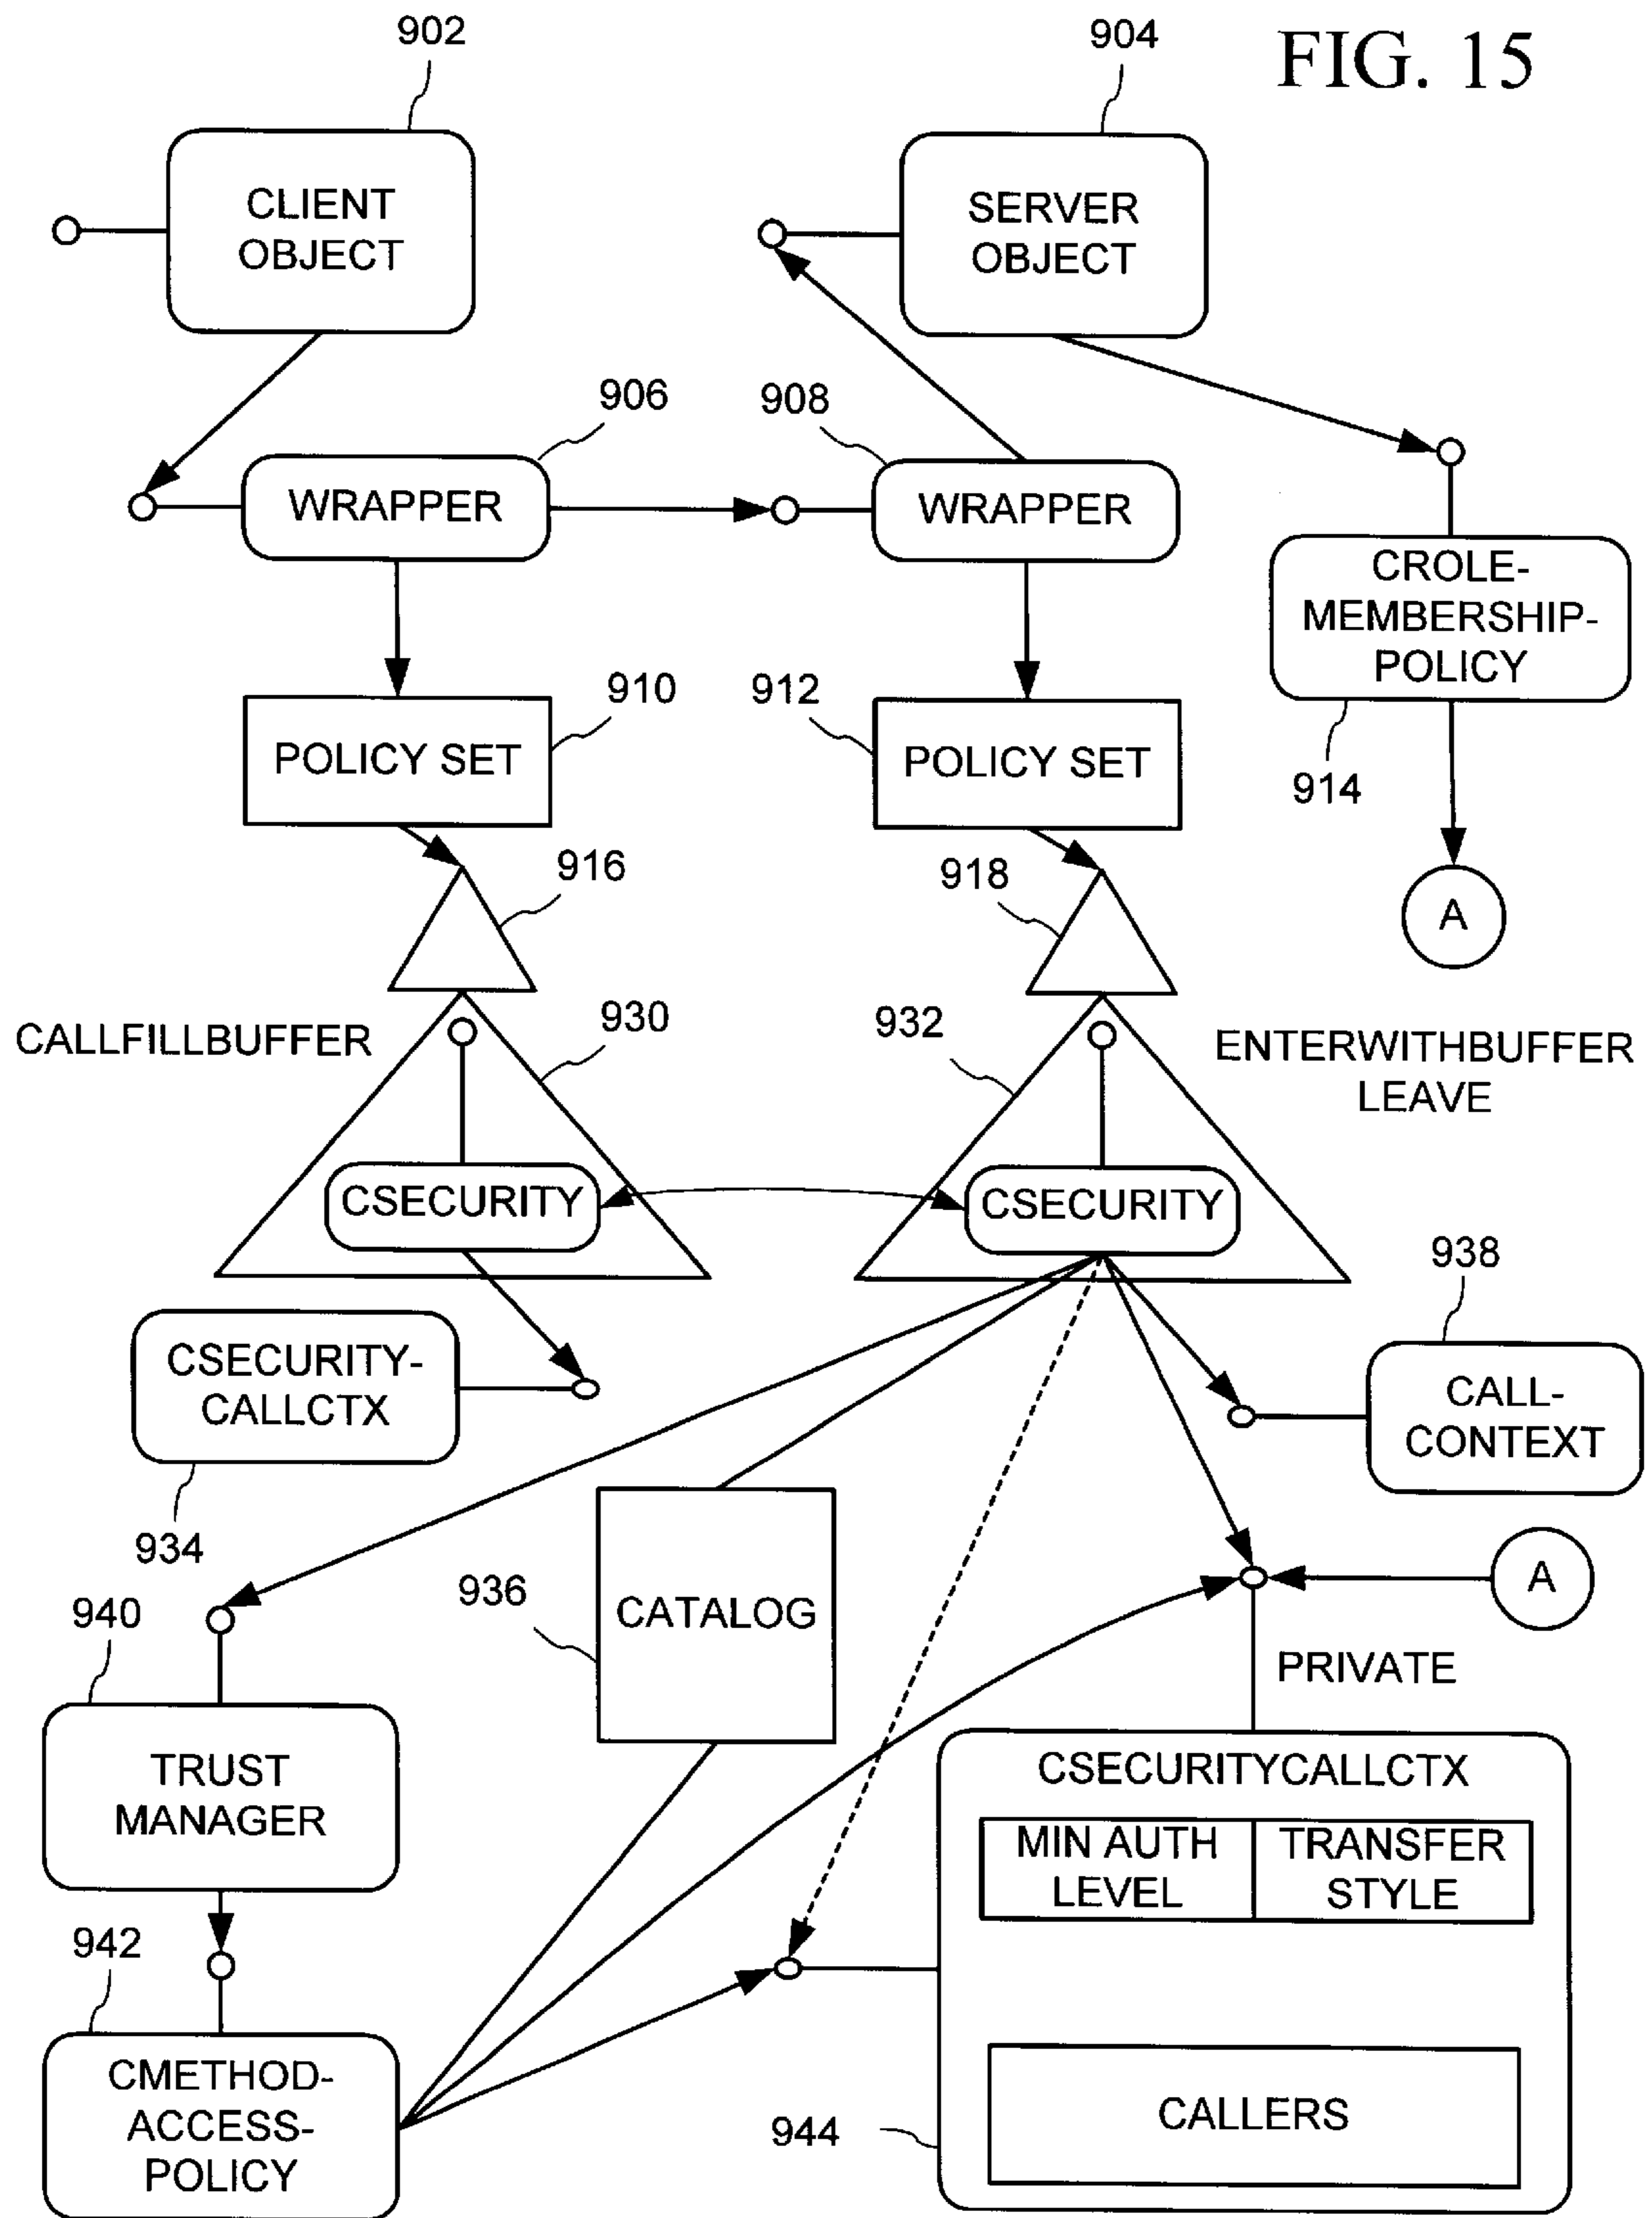 902
904
FIG. 15
CLIENT
OBJECT
SERVER
OBJECT
906
908
WRAPPER
WRAPPER
CROLE-
MEMBERSHIP-
POLICY
910
912
POLICY SET
POLICY SET
914
916
918
A
930
932
CALLFILLBUFFER
ENTERWITHBUFFER
LEAVE
CSECURITY
CSECURITY
938
CSECURITY-
CALLCTX
CALL-
CONTEXT
934
936
CATALOG
A
940
PRIVATE
TRUST
MANAGER
CSECURITYCALLCTX
MIN AUTH
LEVEL
TRANSFER
STYLE
942
CMETHOD-
ACCESS-
POLICY
944
CALLERS